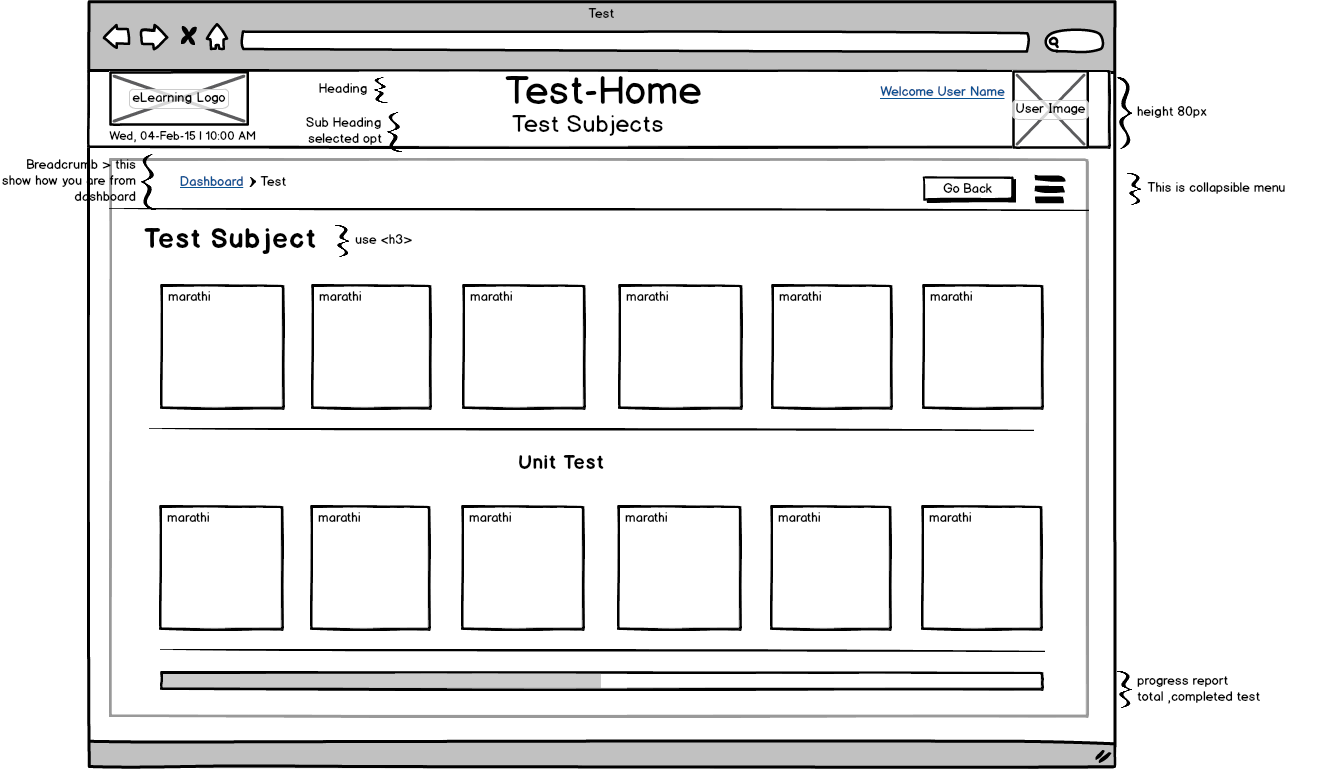 Test
eLearning Logo
Wed, 04-Feb-15 | 10:00 AM
Heading
Sub Heading
selected opt
Test-Home
Test Subjects
Welcome User Name
User Image
height 80px
Breadcrumb > this
show how you are from
dashboard
Dashboard > Test
Go Back
This is collapsible menu
Test Subject
use <h3>
marathi
marathi
marathi
marathi
marathi
marathi
Unit Test
marathi
marathi
marathi
marathi
marathi
marathi
progress report
total ,completed test